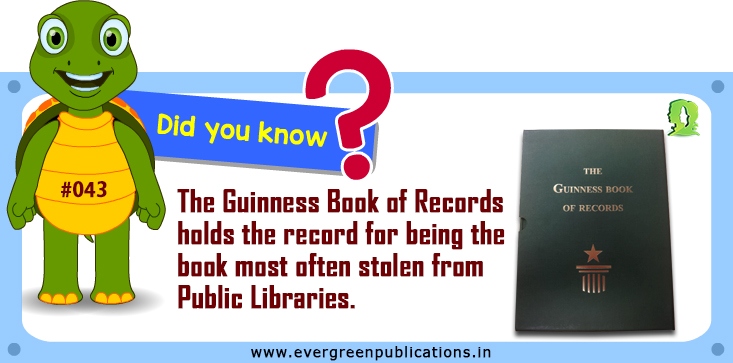 Did you know ?
#043
The Guinness Book of Records
holds the record for being the
book most often stolen from
Public Libraries.
THE
GUINNESS BOOK
OF RECORDS
www.evergreenpublications.in